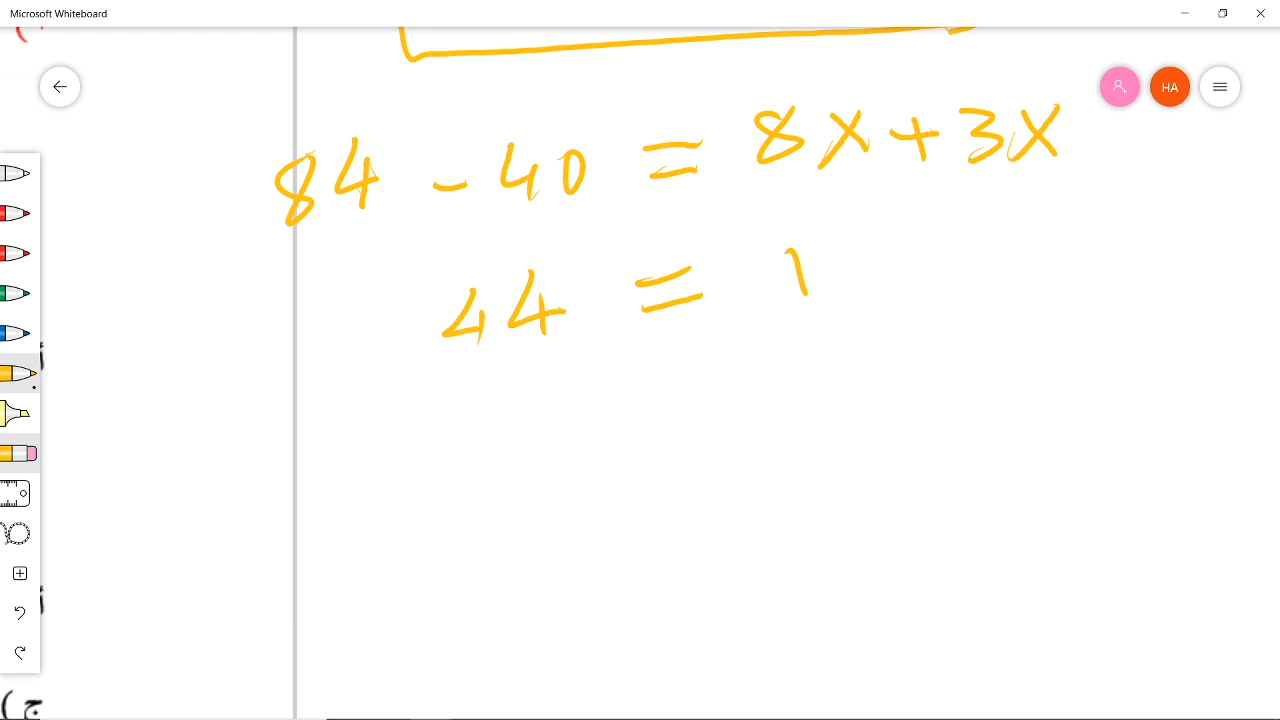 Microsoft Whiteboard
HA
84 - 40 = 8x + 3x
44 = 1
ج )